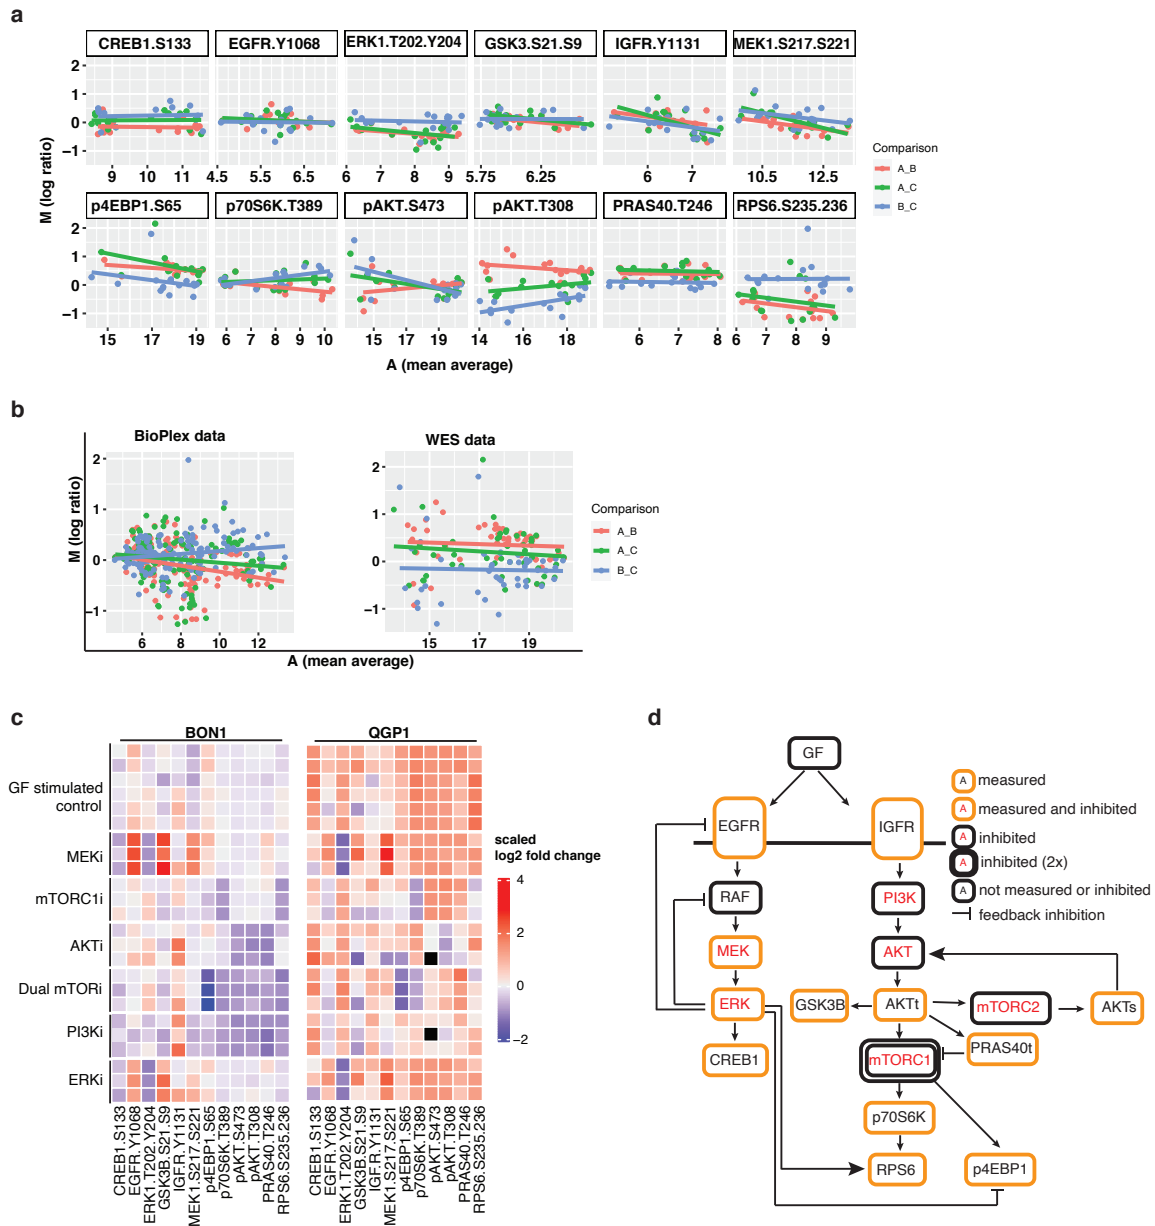 a
CREB1.S133 EGFR.Y1068 ERK1.T202.Y204 GSK3.S21.S9 IGFR.Y1131 MEK1.S217.S221
2
1
0
−1
9 10 11 4.5 5.5 6.5 6 7 8 9 5.75 6.25 6 7 10.5 12.5
p4EBP1.S65 p70S6K.T389 pAKT.S473 pAKT.T308 PRAS40.T246 RPS6.S235.236
2
1
0
−1
15 17 19 6 7 8 9 10 15 17 19 14 16 18 6 7 8 6 7 8 9
M (log ratio)
A (mean average)
Comparison
A_B
A_C
B_C
b
BioPlex data WES data
2
1
0
−1
6 8 10 12
2
1
0
−1
15 17 19
M (log ratio)
A (mean average)
Comparison
A_B
A_C
B_C
c
BON1 QGP1
GF stimulated
control
MEKi
mTORC1i
AKTi
Dual mTORi
PI3Ki
ERKi
CREB1.S133
EGFR.Y1068
ERK1.T202.Y204
GSK3B.S21.S9
IGF.R.Y1131
MEK1.S217.S221
p4EBP1.S65
p70S6K.T389
pAKT.S473
pAKT.T308
PRAS40.T246
RPS6.S235.236
CREB1.S133
EGFR.Y1068
ERK1.T202.Y204
GSK3B.S21.S9
IGF.R.Y1131
MEK1.S217.S221
p4EBP1.S65
p70S6K.T389
pAKT.S473
pAKT.T308
PRAS40.T246
RPS6.S235.236
scaled
log2 fold change
4
2
0
−2
d
GF
EGFR
IGFR
RAF
PI3K
MEK
AKT
ERK
GSK3B
AKTt
mTORC2
AKTs
CREB1
mTORC1
PRAS40t
p70S6K
RPS6
p4EBP1
A measured
A measured and inhibited
A inhibited
A inhibited (2x)
A not measured or inhibited
feedback inhibition